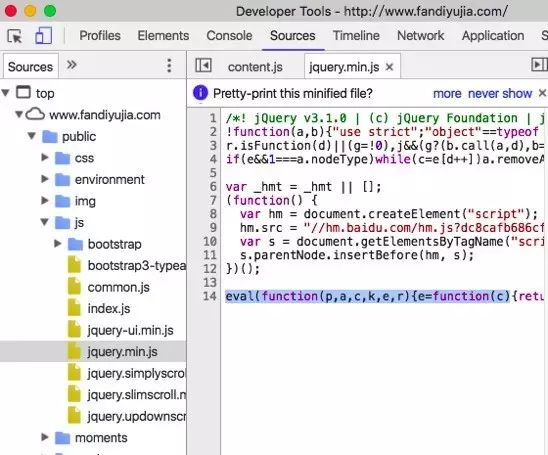 Developer Tools - http://www.fandiyujia.com/
Profiles Elements Console Sources Timeline Network Application S
Sources » content.js jquery.min.js ×
Pretty-print this minified file? more never show ×
top
www.fandiyujia.com
public
css
environment
img
js
bootstrap
bootstrap3-typea
common.js
index.js
jquery-ui.min.js
jquery.min.js
jquery.simplyscrol
jquery.slimscroll.m
jquery.updownscr
moments
1 /*! jQuery v3.1.0 | (c) jQuery Foundation | j
2 !function(a,b){"use strict";"object"==typeof
3 r.isFunction(d)||(g=!0),j&&(g?(b.call(a,d),b=
4 if(e&&1===a.nodeType)while(c=e[d++])a.removeA
5
6 var _hmt = _hmt || [];
7 (function() {
8 var hm = document.createElement("script");
9 hm.src = "//hm.baidu.com/hm.js?dc8cafb686cf
10 var s = document.getElementsByTagName("scri
11 s.parentNode.insertBefore(hm, s);
12 })();
13
14 eval(function(p,a,c,k,e,r){e=function(c){retu